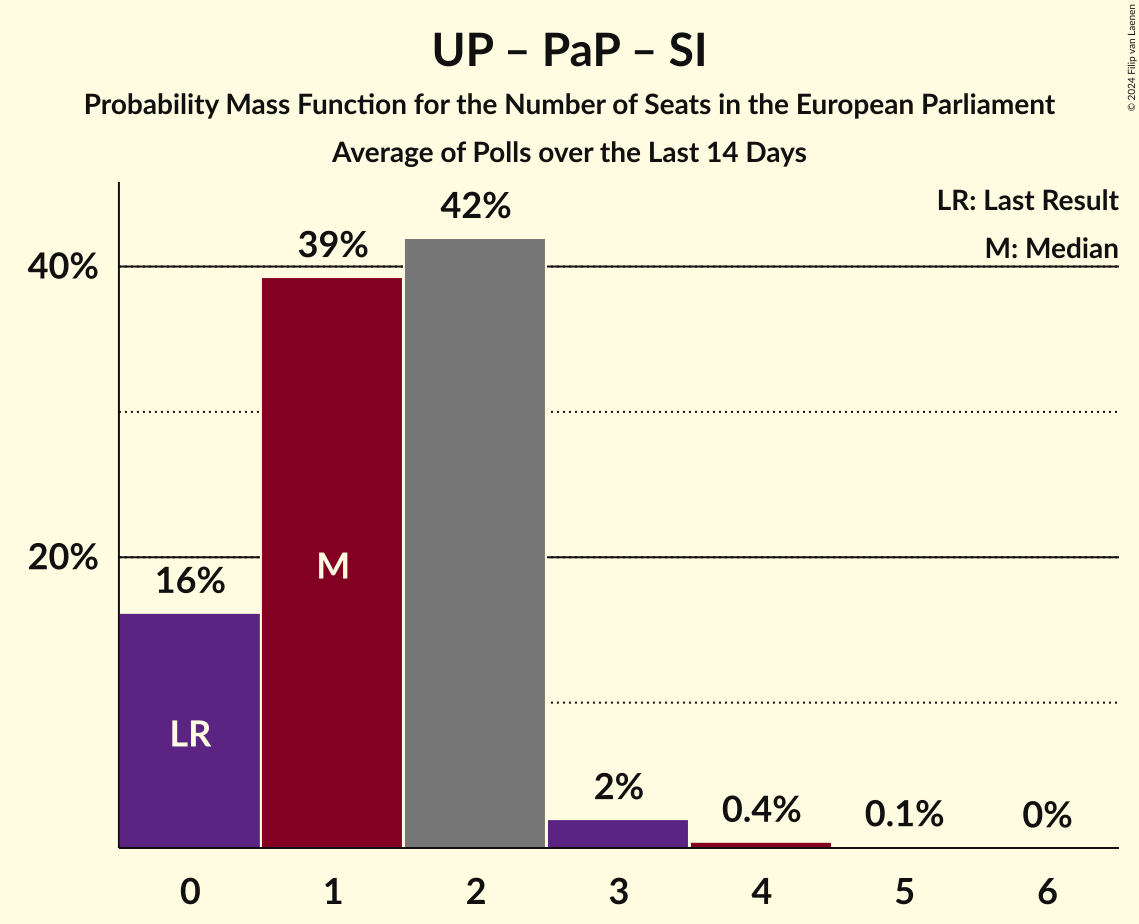 UP – PaP – SI
Probability Mass Function for the Number of Seats in the European Parliament
Average of Polls over the Last 14 Days
© 2024 Filip van Laenen
LR: Last Result
M: Median
40%
20%
16%
39%
42%
2%
0.4%
0.1%
0%
LR
M
0 1 2 3 4 5 6